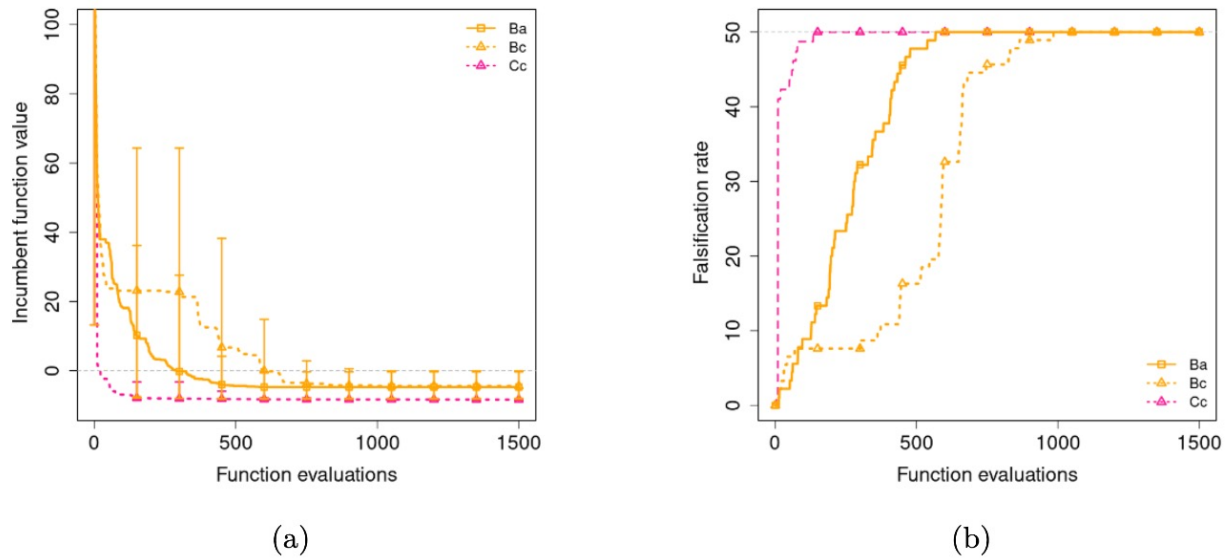 Incumbent function value
100
80
60
40
20
0
0 500 1000 1500
Function evaluations
Ba
Bc
Cc
(a)
Falsification rate
50
40
30
20
10
0
0 500 1000 1500
Function evaluations
Ba
Bc
Cc
(b)